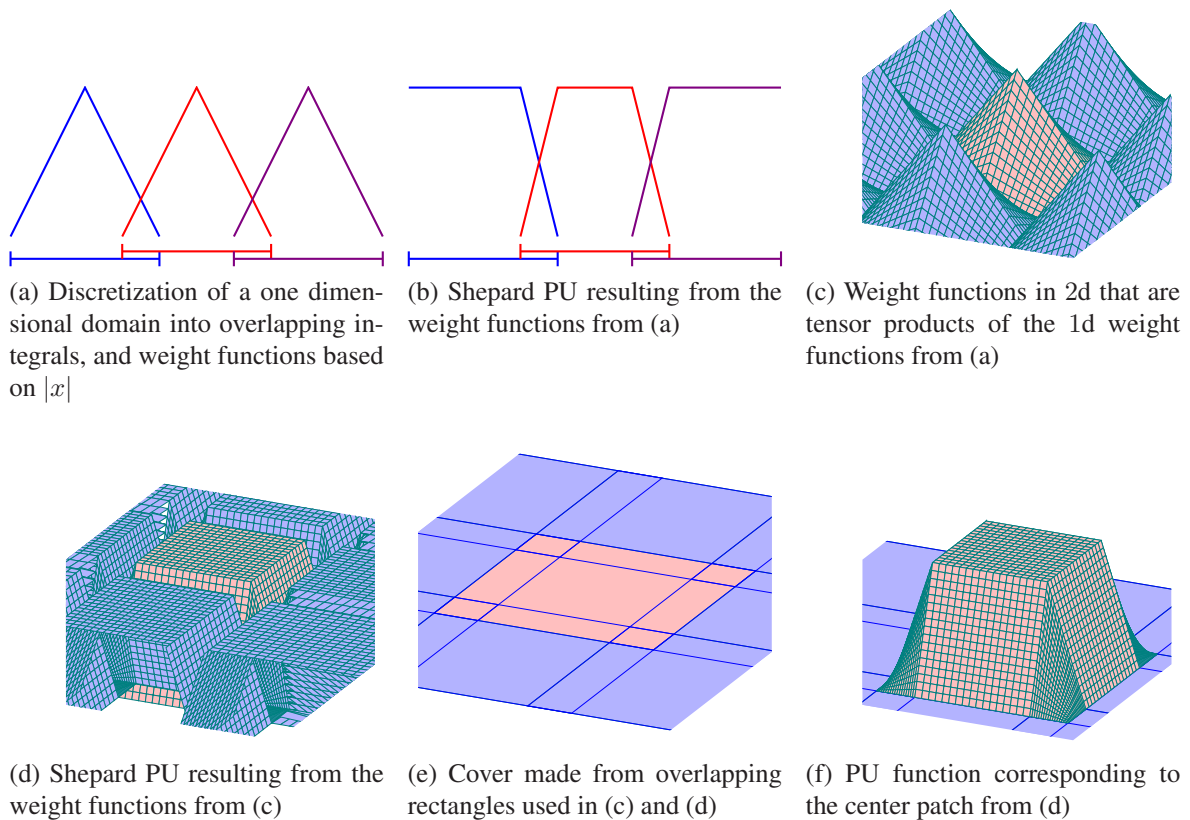 (a) Discretization of a one dimen-
sional domain into overlapping in-
tegrals, and weight functions based
on |x|
(b) Shepard PU resulting from the
weight functions from (a)
(c) Weight functions in 2d that are
tensor products of the 1d weight
functions from (a)
(d) Shepard PU resulting from the
weight functions from (c)
(e) Cover made from overlapping
rectangles used in (c) and (d)
(f) PU function corresponding to
the center patch from (d)